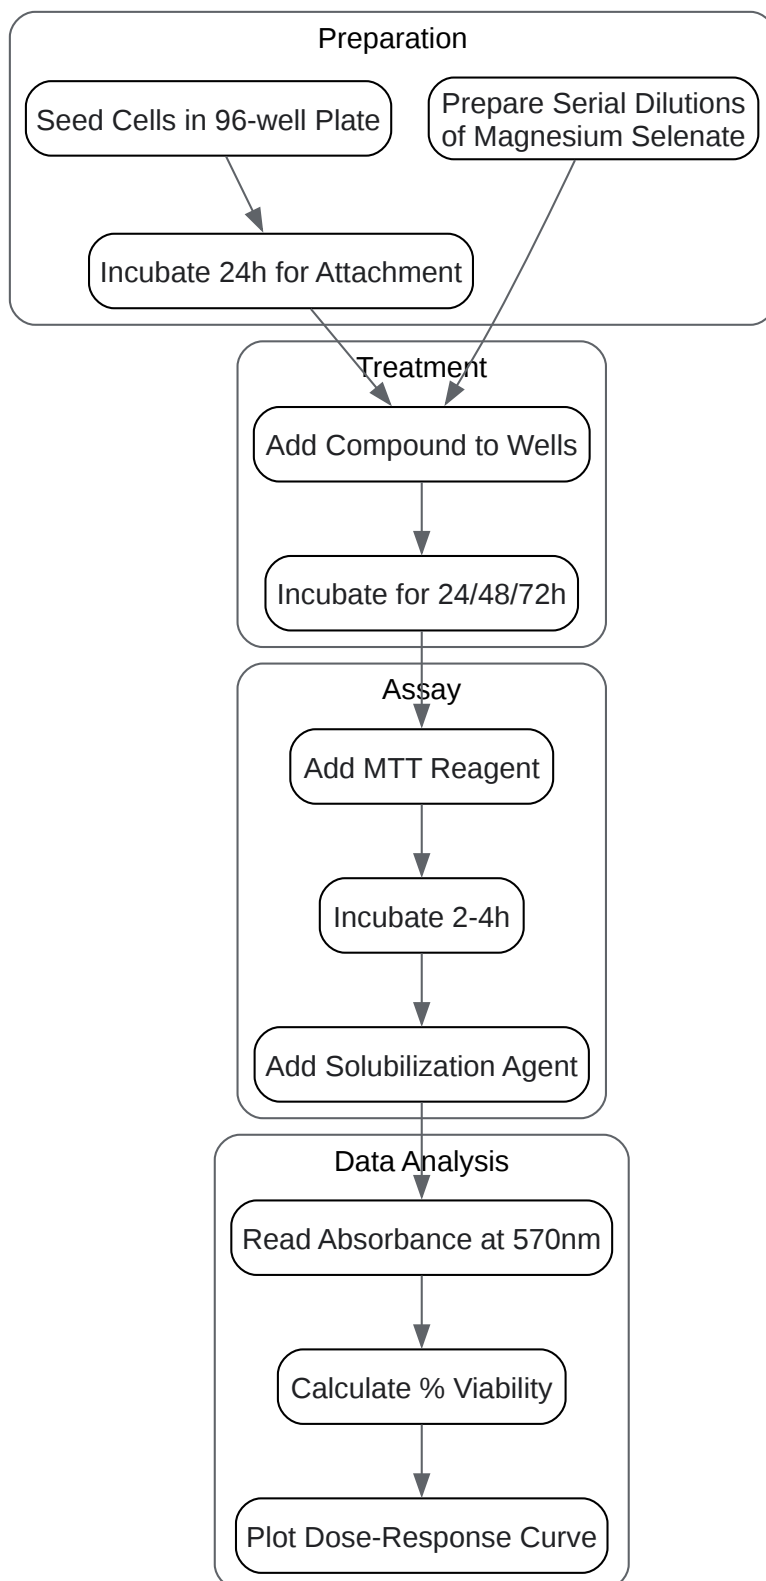 Preparation
Seed Cells in 96-well Plate
Prepare Serial Dilutions
of Magnesium Selenate
Incubate 24h for Attachment
Treatment
Add Compound to Wells
Incubate for 24/48/72h
Assay
Add MTT Reagent
Incubate 2-4h
Add Solubilization Agent
Data Analysis
Read Absorbance at 570nm
Calculate % Viability
Plot Dose-Response Curve